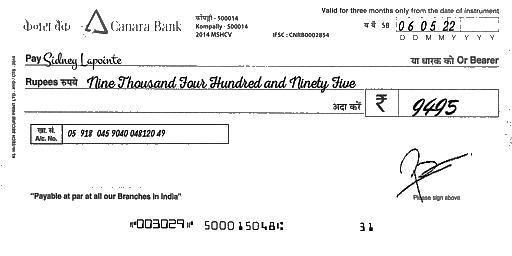 केनरा बैंक Canara Bank
कोंपल्ली - 500014
Kompally - 500014
2014 MSHCV
IFSC : CNRB0002854
Valid for three months only from the date of instrument
SB 06 05 22
D D M M Y Y Y Y
Pay Sidney Lapointe या धारक को Or Bearer
Rupees रुपये Nine Thousand Four Hundred and Ninety Five
अदा करें ₹ 9495
खा. सं.
A/c. No. 05 918 045 9040 048120 49
Please sign above
"Payable at par at all our Branches in India"
⑈003029⑈ 500015048⑆ 31